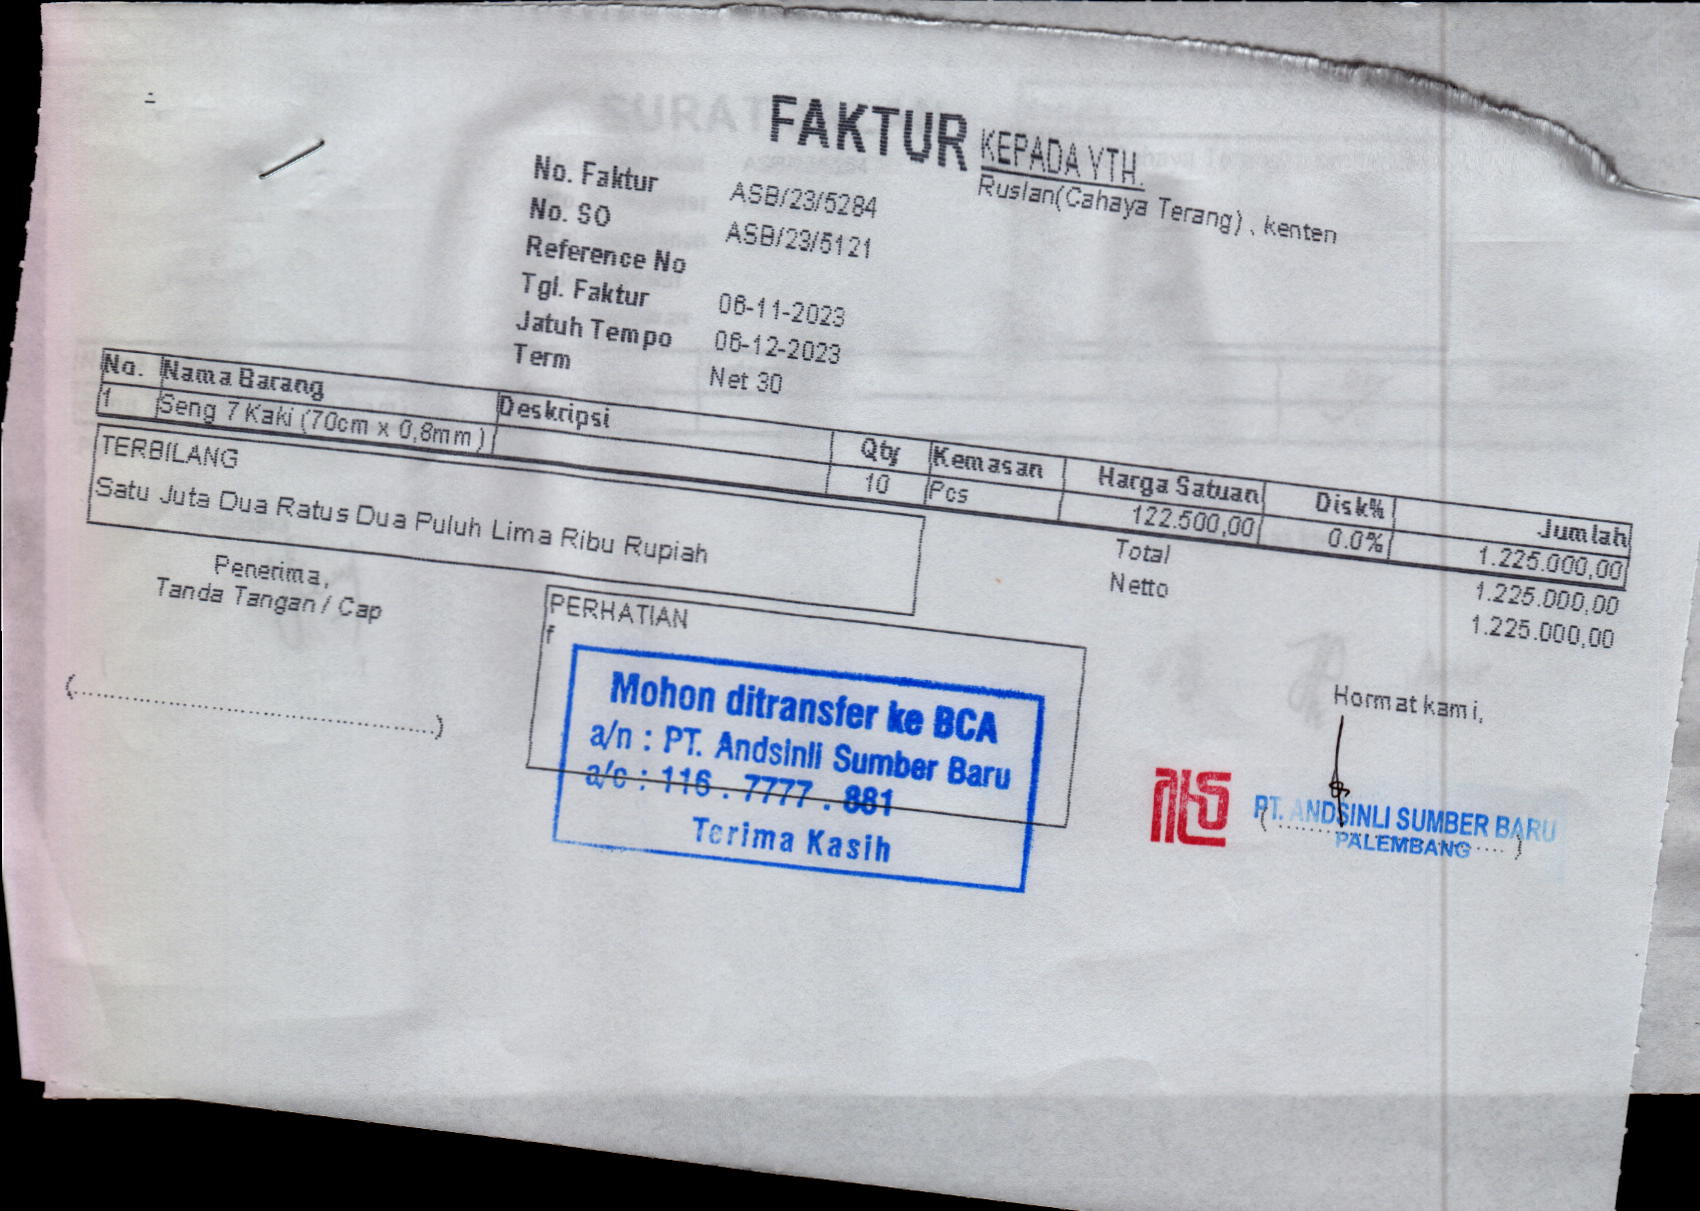 FAKTUR
KEPADA YTH.
Ruslan(Cahaya Terang) , kenten
No. Faktur ASB/23/5284
No. SO ASB/23/5121
Reference No
Tgl. Faktur 06-11-2023
Jatuh Tempo 06-12-2023
Term Net 30
No. Nama Barang Deskripsi Qty Kemasan Harga Satuan Disk% Jumlah
1 Seng 7 Kaki (70cm x 0,8mm ) 10 Pcs 122.500,00 0.0% 1.225.000,00
TERBILANG
Satu Juta Dua Ratus Dua Puluh Lima Ribu Rupiah
Total 1.225.000,00
Netto 1.225.000,00
Penerima,
Tanda Tangan / Cap
(........................................)
PERHATIAN
f
Mohon ditransfer ke BCA
a/n : PT. Andsinli Sumber Baru
a/c : 116 . 7777 . 881
Terima Kasih
Hormat kami,
PT. ANDSINLI SUMBER BARU
PALEMBANG